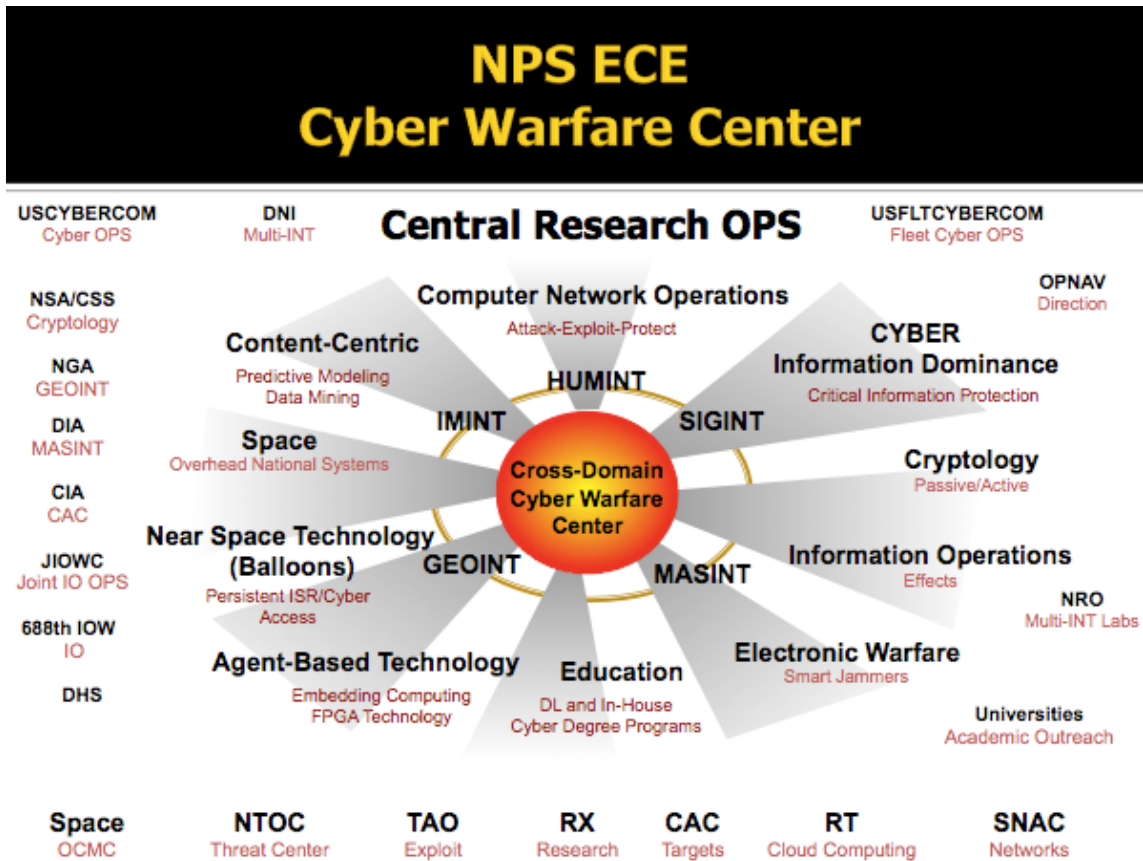 NPS ECE
Cyber Warfare Center
USCYBERCOM
Cyber OPS
DNI
Multi-INT
Central Research OPS
USFLTCYBERCOM
Fleet Cyber OPS
NSA/CSS
Cryptology
OPNAV
Direction
Computer Network Operations
Attack-Exploit-Protect
Content-Centric
Predictive Modeling
Data Mining
CYBER
Information Dominance
Critical Information Protection
NGA
GEOINT
HUMINT
IMINT
SIGINT
DIA
MASINT
Space
Overhead National Systems
Cross-Domain
Cyber Warfare
Center
Cryptology
Passive/Active
CIA
CAC
Near Space Technology
(Balloons)
Persistent ISR/Cyber
Access
GEOINT
MASINT
Information Operations
Effects
JIOWC
Joint IO OPS
NRO
Multi-INT Labs
688th IOW
IO
Agent-Based Technology
Embedding Computing
FPGA Technology
Education
DL and In-House
Cyber Degree Programs
Electronic Warfare
Smart Jammers
DHS
Universities
Academic Outreach
Space
OCMC
NTOC
Threat Center
TAO
Exploit
RX
Research
CAC
Targets
RT
Cloud Computing
SNAC
Networks